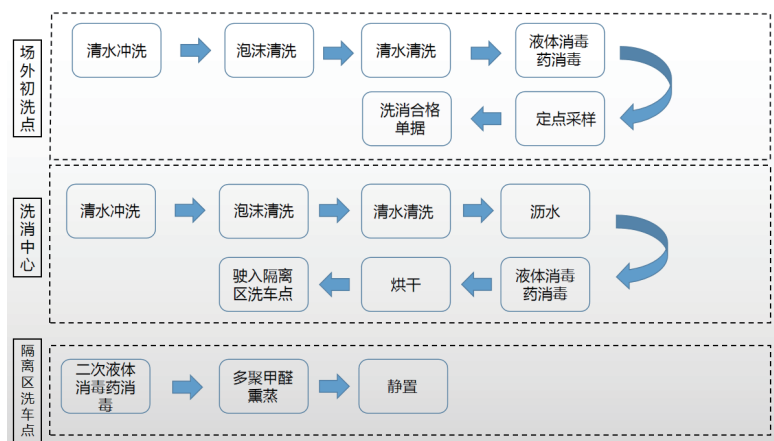 场外初洗点
清水冲洗
泡沫清洗
清水清洗
液体消毒
药消毒
定点采样
洗消合格
单据
洗消中心
清水冲洗
泡沫清洗
清水清洗
沥水
液体消毒
药消毒
烘干
驶入隔离
区洗车点
隔离区洗车点
二次液体
消毒药消
毒
多聚甲醛
熏蒸
静置